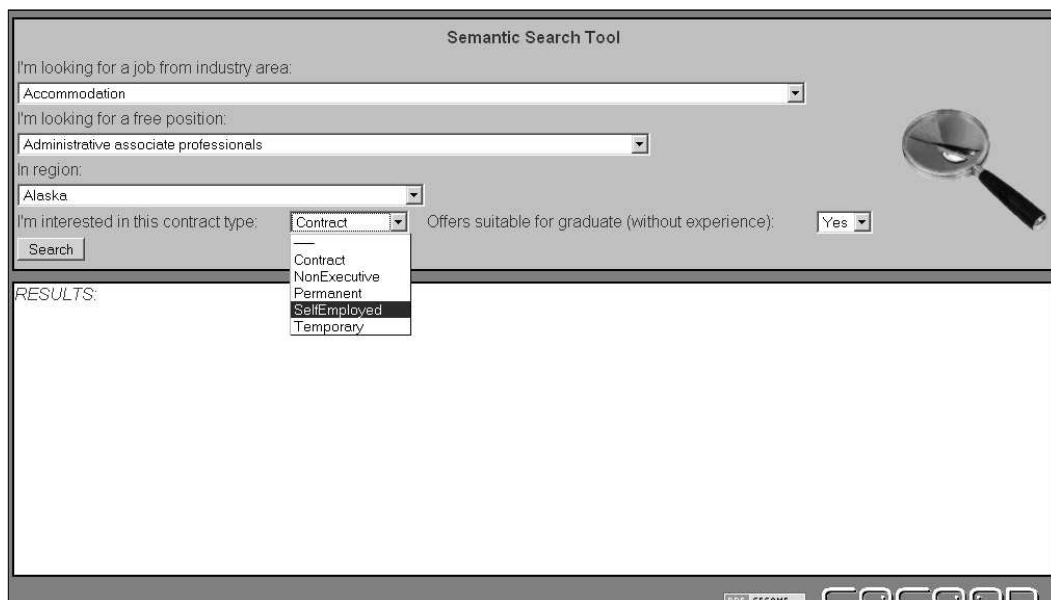 Semantic Search Tool
I'm looking for a job from industry area:
Accommodation
I'm looking for a free position:
Administrative associate professionals
In region:
Alaska
I'm interested in this contract type: Contract Offers suitable for graduate (without experience): Yes
Search
Contract
NonExecutive
Permanent
SelfEmployed
Temporary
RESULTS: